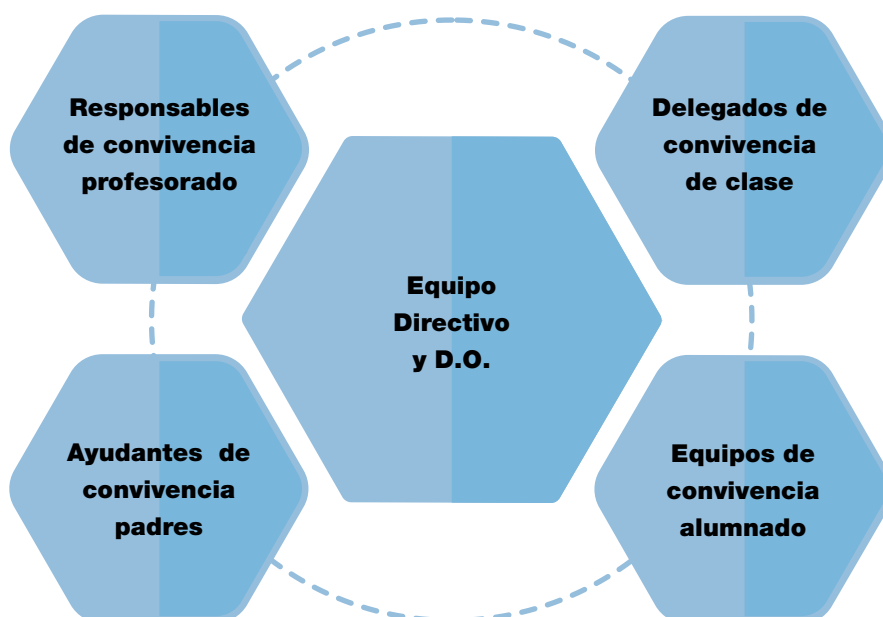 Responsables
de convivencia
profesorado
Delegados de
convivencia
de clase
Equipo
Directivo
y D.O.
Ayudantes de
convivencia
padres
Equipos de
convivencia
alumnado